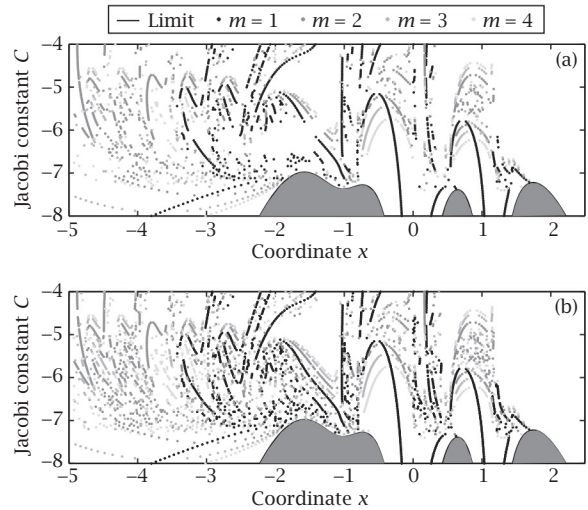 Limit m = 1 m = 2 m = 3 m = 4
(a)
Jacobi constant C
−4
−5
−6
−7
−8
−5 −4 −3 −2 −1 0 1 2
Coordinate x
(b)
Jacobi constant C
−4
−5
−6
−7
−8
−5 −4 −3 −2 −1 0 1 2
Coordinate x